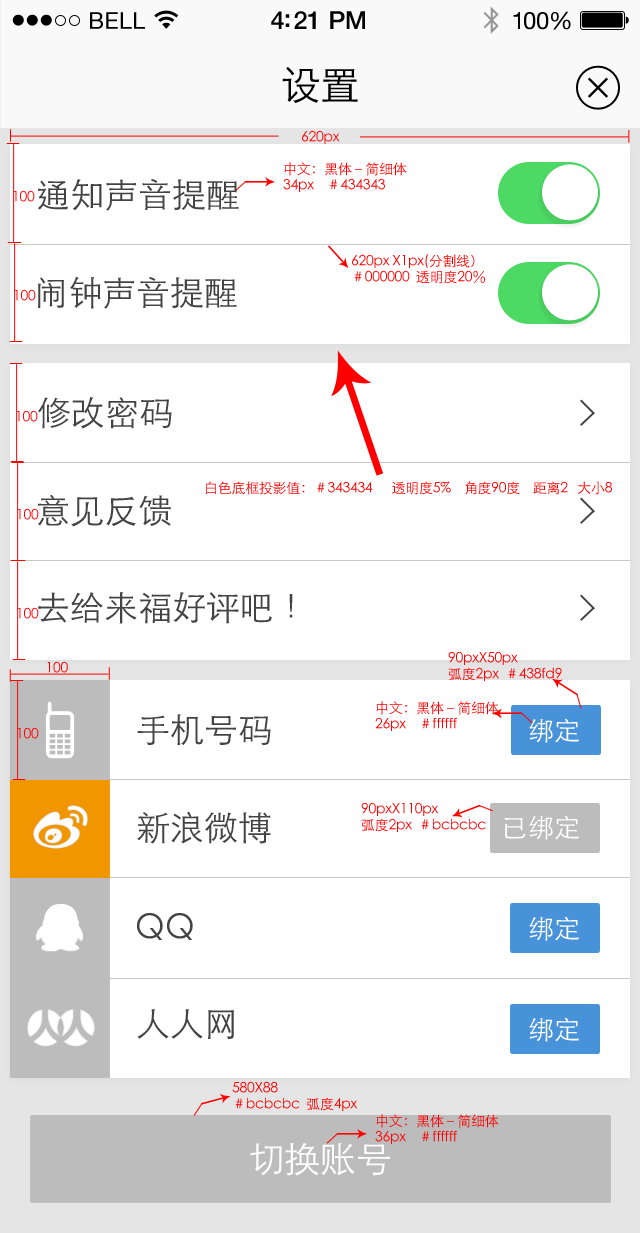 BELL 4:21 PM 100%
设置
620px
中文：黑体－简细体
34px #434343
100 通知声音提醒
620px X1px(分割线)
#000000 透明度20%
100 闹钟声音提醒
100 修改密码
白色底框投影值：#343434 透明度5% 角度90度 距离2 大小8
100 意见反馈
100 去给来福好评吧！
90pxX50px
100
弧度2px #438fd9
中文：黑体－简细体
26px #ffffff
100 手机号码 绑定
90pxX110px
弧度2px #bcbcbc
新浪微博 已绑定
QQ 绑定
人人网 绑定
580X88
#bcbcbc 弧度4px
中文：黑体－简细体
36px #ffffff
切换账号